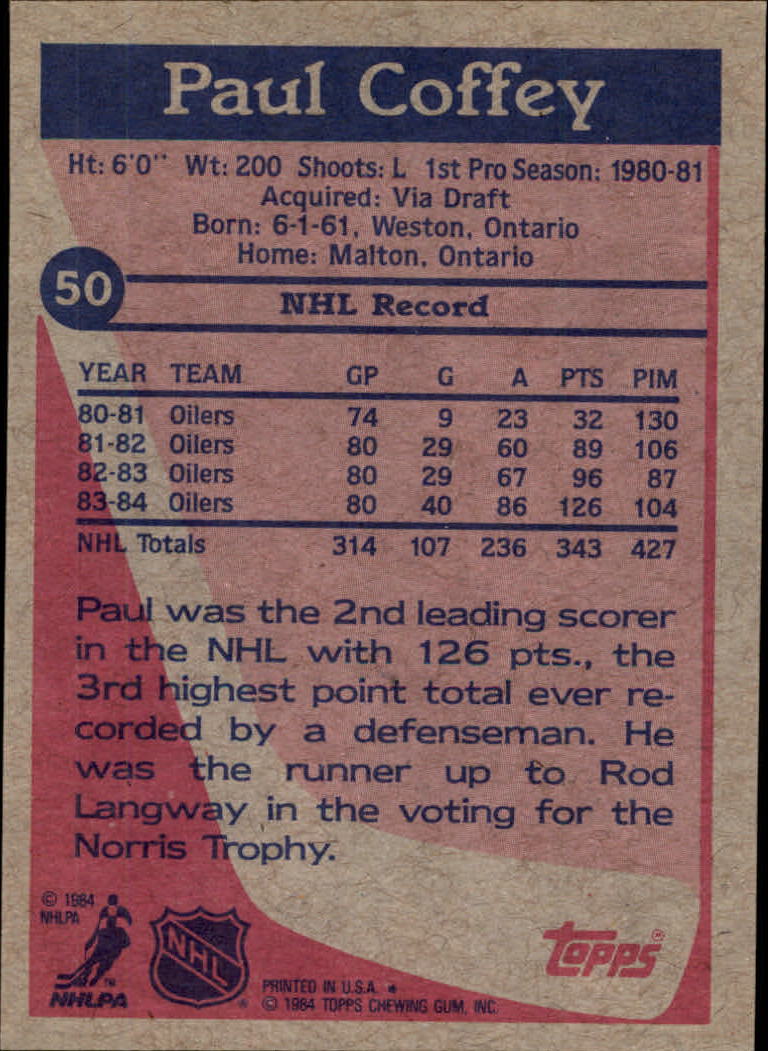 Paul Coffey
Ht: 6'0" Wt: 200 Shoots: L 1st Pro Season: 1980-81
Acquired: Via Draft
Born: 6-1-61, Weston, Ontario
Home: Malton, Ontario
50
NHL Record
YEAR TEAM GP G A PTS PIM
80-81 Oilers 74 9 23 32 130
81-82 Oilers 80 29 60 89 106
82-83 Oilers 80 29 67 96 87
83-84 Oilers 80 40 86 126 104
NHL Totals 314 107 236 343 427
Paul was the 2nd leading scorer
in the NHL with 126 pts., the
3rd highest point total ever re-
corded by a defenseman. He
was the runner up to Rod
Langway in the voting for the
Norris Trophy.
© 1984
NHLPA
NHLPA ™
NHL ®
PRINTED IN U.S.A. *
© 1984 TOPPS CHEWING GUM, INC.
topps®